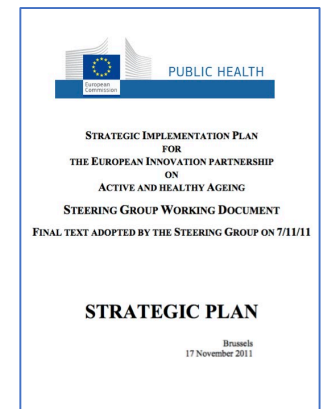 PUBLIC HEALTH
European
Commission
STRATEGIC IMPLEMENTATION PLAN
FOR
THE EUROPEAN INNOVATION PARTNERSHIP
ON
ACTIVE AND HEALTHY AGEING
STEERING GROUP WORKING DOCUMENT
FINAL TEXT ADOPTED BY THE STEERING GROUP ON 7/11/11
STRATEGIC PLAN
Brussels
17 November 2011